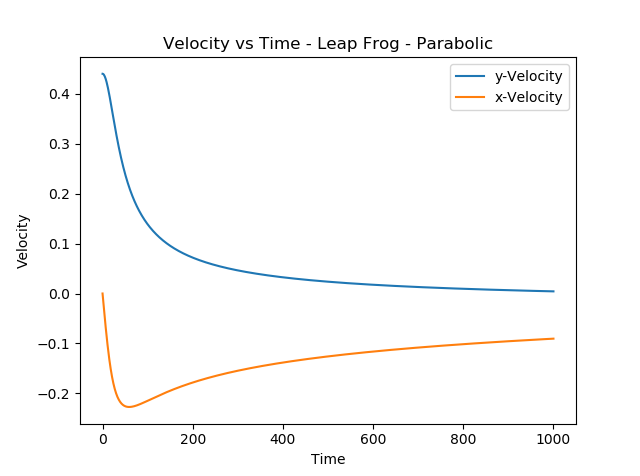 Velocity vs Time - Leap Frog - Parabolic
y-Velocity
x-Velocity
0.4
0.3
0.2
0.1
0.0
−0.1
−0.2
Velocity
0 200 400 600 800 1000
Time